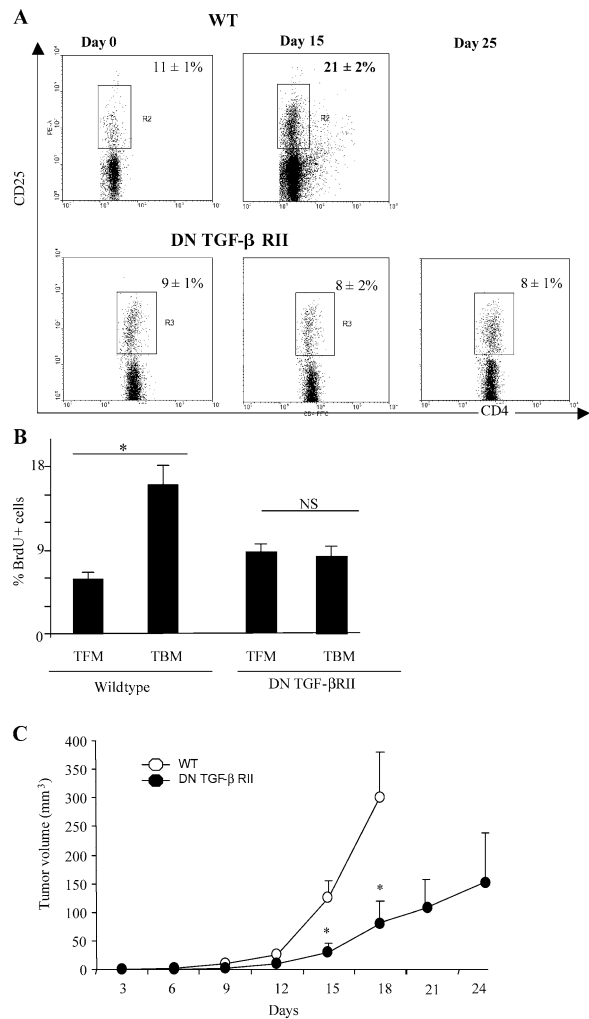 A
WT
Day 0
Day 15
Day 25
11 ± 1%
21 ± 2%
R2
R2
PE-A
CD25
DN TGF-β RII
9 ± 1%
8 ± 2%
8 ± 1%
R3
R3
CD4
B
18
*
NS
9
0
% BrdU+ cells
TFM TBM TFM TBM
Wildtype DN TGF-βRII
C
400
WT
350
DN TGF-β RII
300
250
200
150
100
50
0
*
*
Tumor volume (mm3)
3 6 9 12 15 18 21 24
Days